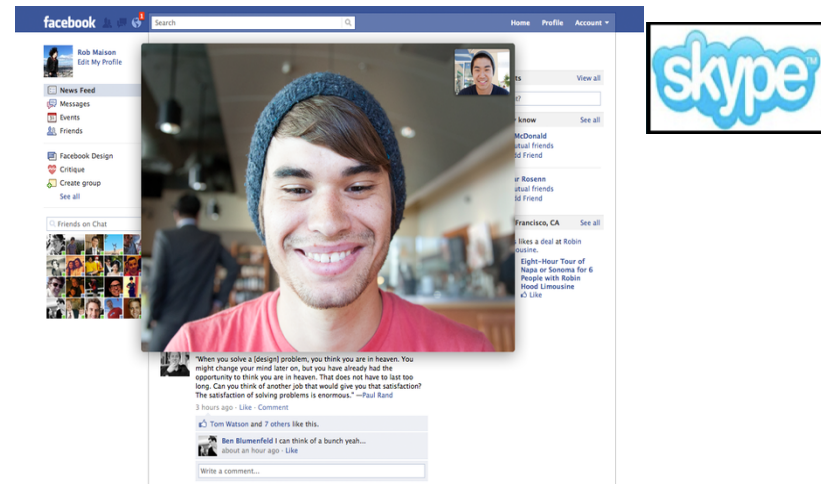 facebook
1
Search
Home Profile Account
Rob Maison
Edit My Profile
News Feed
Messages
Events
Friends
Facebook Design
Critique
Create group
See all
Friends on Chat
View all
know See all
McDonald
mutual friends
Add Friend
Rosenn
mutual friends
Add Friend
Francisco, CA See all
likes a deal at Robin
Eight-Hour Tour of
Napa or Sonoma for 6
People with Robin
Hood Limousine
Like
"When you solve a [design] problem, you think you are in heaven. You
might change your mind later on, but you have already had the
opportunity to think you are in heaven. That does not have to last too
long. Can you think of another job that would give you that satisfaction?
The satisfaction of solving problems is enormous." —Paul Rand
3 hours ago · Like · Comment
Tom Watson and 7 others like this.
Ben Blumenfeld I can think of a bunch yeah...
about an hour ago · Like
Write a comment...
skype
TM